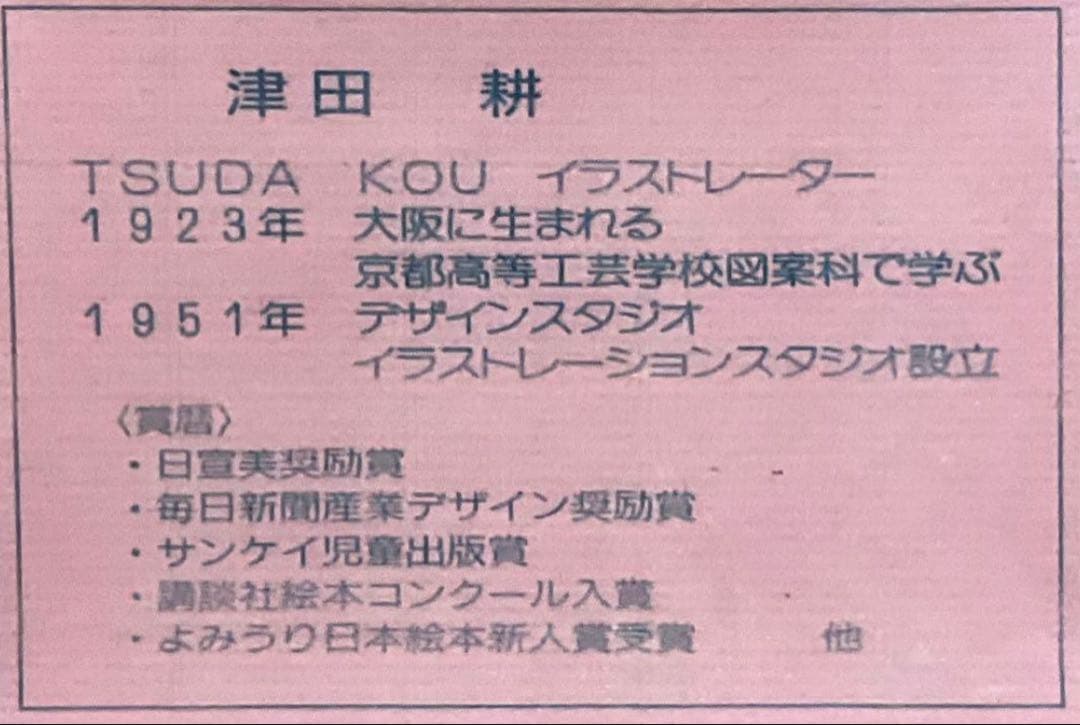 津田 耕
TSUDA KOU イラストレーター
1923年 大阪に生まれる
京都高等工芸学校図案科で学ぶ
1951年 デザインスタジオ
イラストレーションスタジオ設立
〈賞暦〉
・日宣美奨励賞
・毎日新聞産業デザイン奨励賞
・サンケイ児童出版賞
・講談社絵本コンクール入賞
・よみうり日本絵本新人賞受賞 他